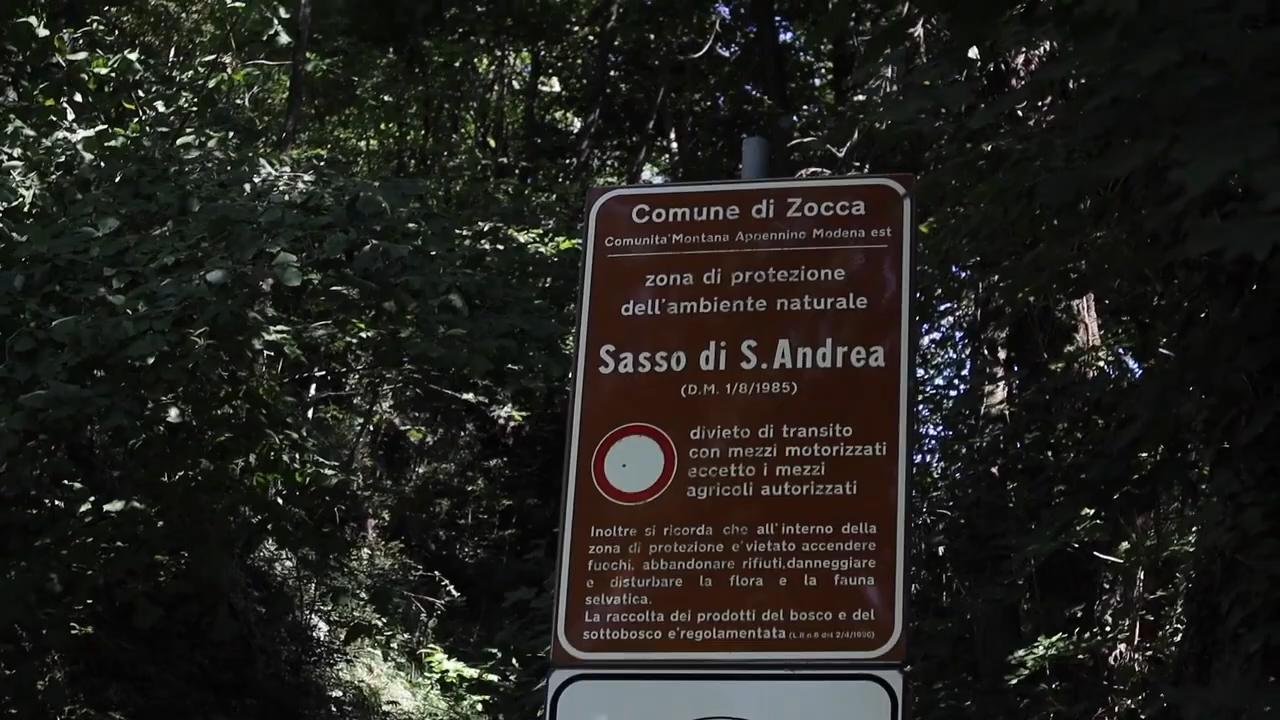 Comune di Zocca
Comunita'Montana Appennino Modena est
zona di protezione
dell'ambiente naturale
Sasso di S.Andrea
(D.M. 1/8/1985)
divieto di transito
con mezzi motorizzati
eccetto i mezzi
agricoli autorizzati
Inoltre si ricorda che all'interno della
zona di protezione e'vietato accendere
fuochi, abbandonare rifiuti,danneggiare
e disturbare la flora e la fauna
selvatica.
La raccolta dei prodotti del bosco e del
sottobosco e'regolamentata